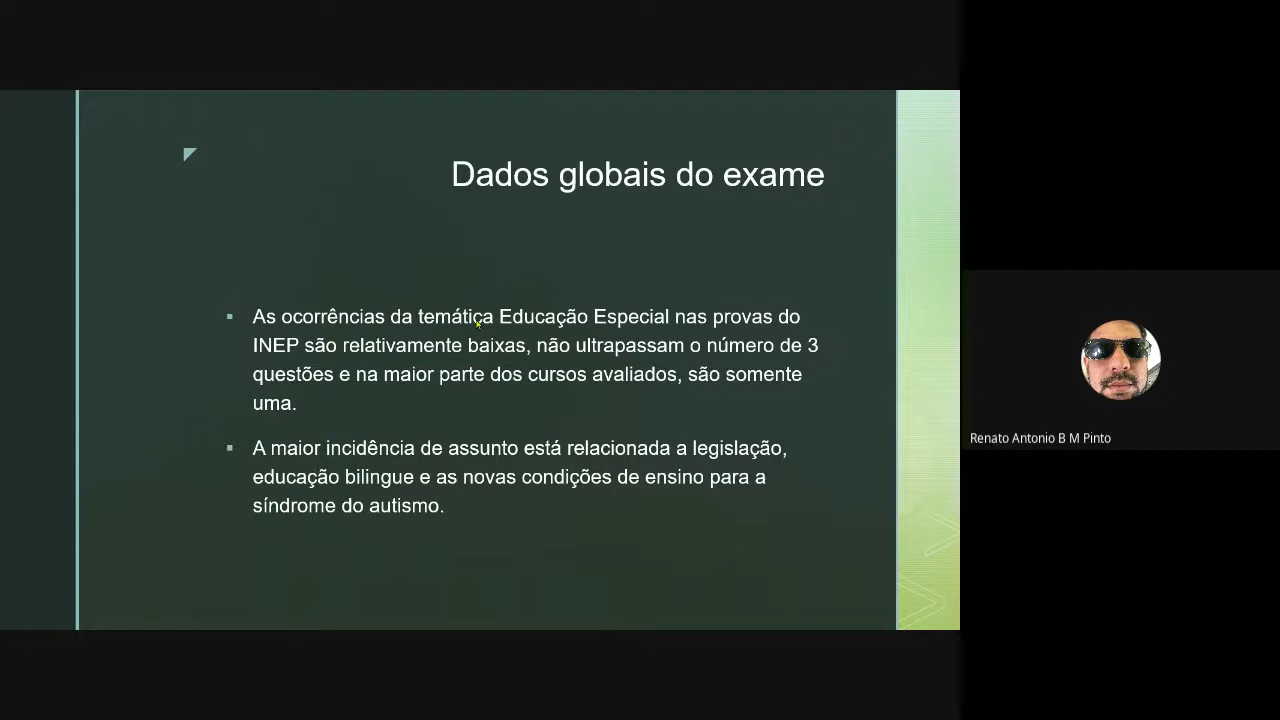 Dados globais do exame
As ocorrências da temática Educação Especial nas provas do
INEP são relativamente baixas, não ultrapassam o número de 3
questões e na maior parte dos cursos avaliados, são somente
uma.
A maior incidência de assunto está relacionada a legislação,
educação bilingue e as novas condições de ensino para a
síndrome do autismo.
Renato Antonio B M Pinto